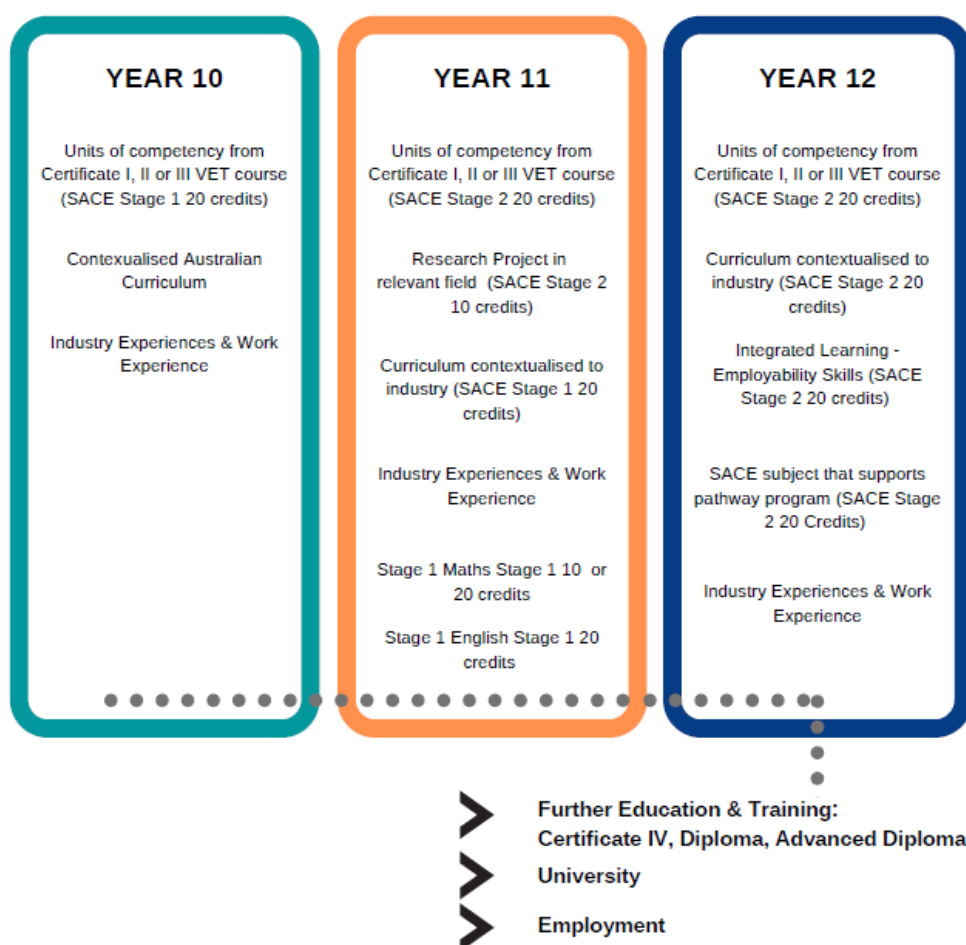 YEAR 10
Units of competency from
Certificate I, II or III VET course
(SACE Stage 1 20 credits)
Contexualised Australian
Curriculum
Industry Experiences & Work
Experience
YEAR 11
Units of competency from
Certificate I, II or III VET course
(SACE Stage 2 20 credits)
Research Project in
relevant field (SACE Stage 2
10 credits)
Curriculum contextualised to
industry (SACE Stage 1 20
credits)
Industry Experiences & Work
Experience
Stage 1 Maths Stage 1 10 or
20 credits
Stage 1 English Stage 1 20
credits
YEAR 12
Units of competency from
Certificate I, II or III VET course
(SACE Stage 2 20 credits)
Curriculum contextualised to
industry (SACE Stage 2 20
credits)
Integrated Learning -
Employability Skills (SACE
Stage 2 20 credits)
SACE subject that supports
pathway program (SACE Stage
2 20 Credits)
Industry Experiences & Work
Experience
Further Education & Training:
Certificate IV, Diploma, Advanced Diploma
University
Employment